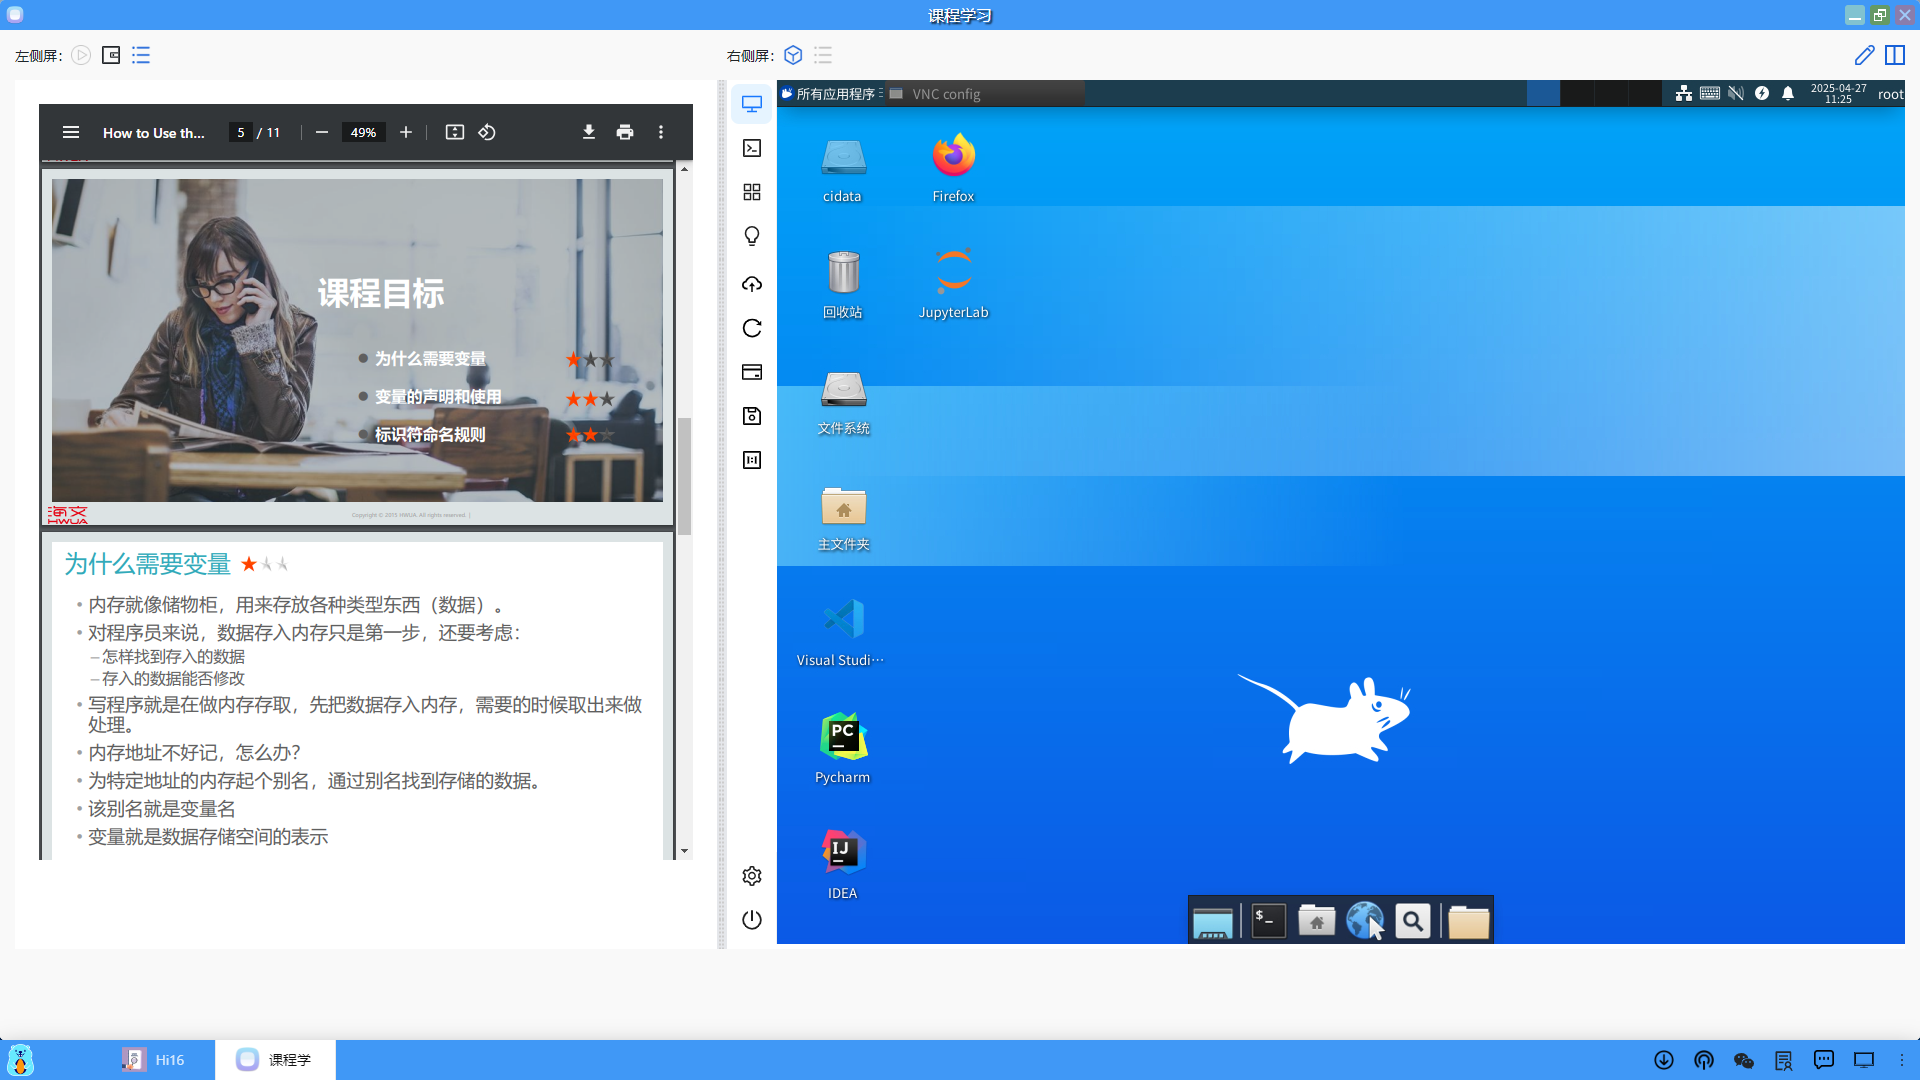 课程学习
左侧屏:
右侧屏:
How to Use th...
5 / 11
49%
课程目标
为什么需要变量
变量的声明和使用
标识符命名规则
海文
HWUA
Copyright © 2015 HWUA. All rights reserved. |
为什么需要变量
• 内存就像储物柜，用来存放各种类型东西（数据）。
• 对程序员来说，数据存入内存只是第一步，还要考虑：
– 怎样找到存入的数据
– 存入的数据能否修改
• 写程序就是在做内存存取，先把数据存入内存，需要的时候取出来做
处理。
• 内存地址不好记，怎么办？
• 为特定地址的内存起个别名，通过别名找到存储的数据。
• 该别名就是变量名
• 变量就是数据存储空间的表示
所有应用程序
VNC config
2025-04-27
11:25
root
cidata
Firefox
回收站
JupyterLab
文件系统
主文件夹
Visual Studi…
PC
Pycharm
IJ
IDEA
$_
Hi16
课程学